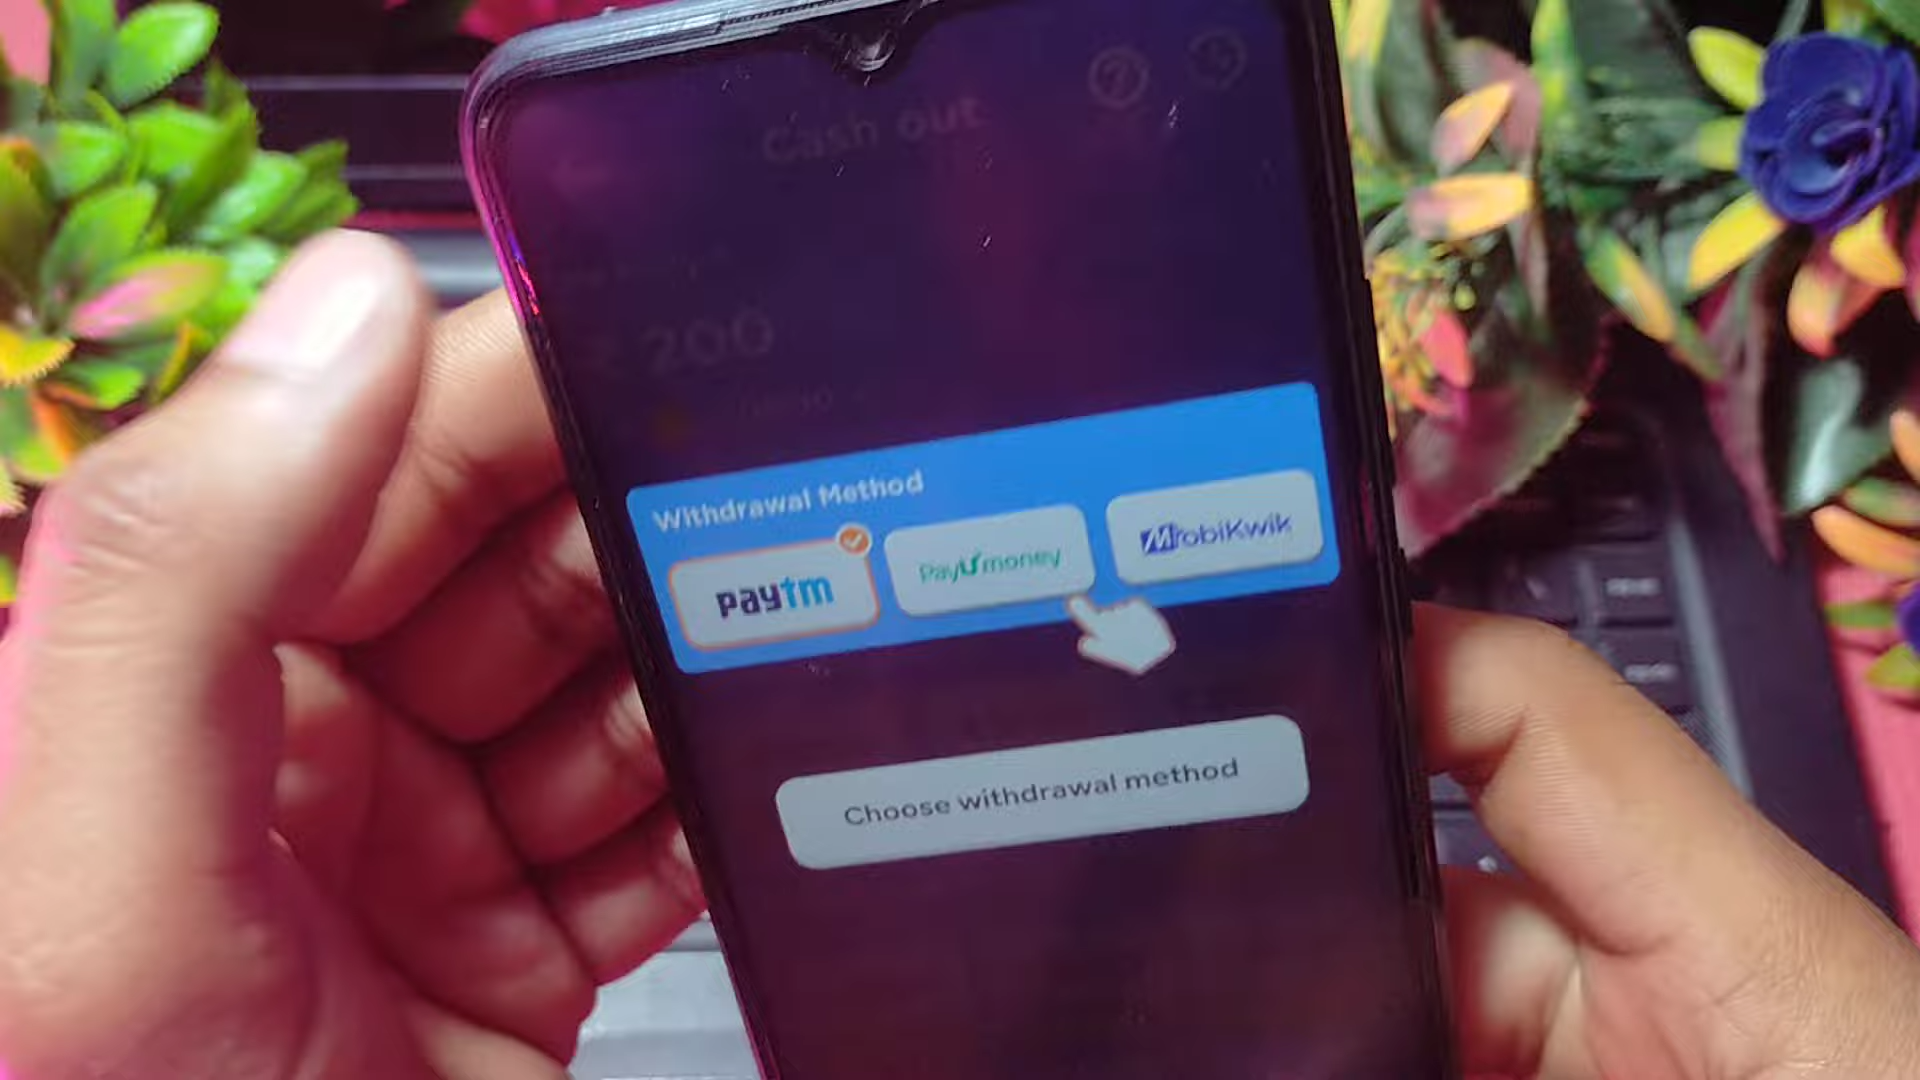 Cash out
200
Withdrawal Method
paytm
PayUmoney
MobiKwik
Choose withdrawal method